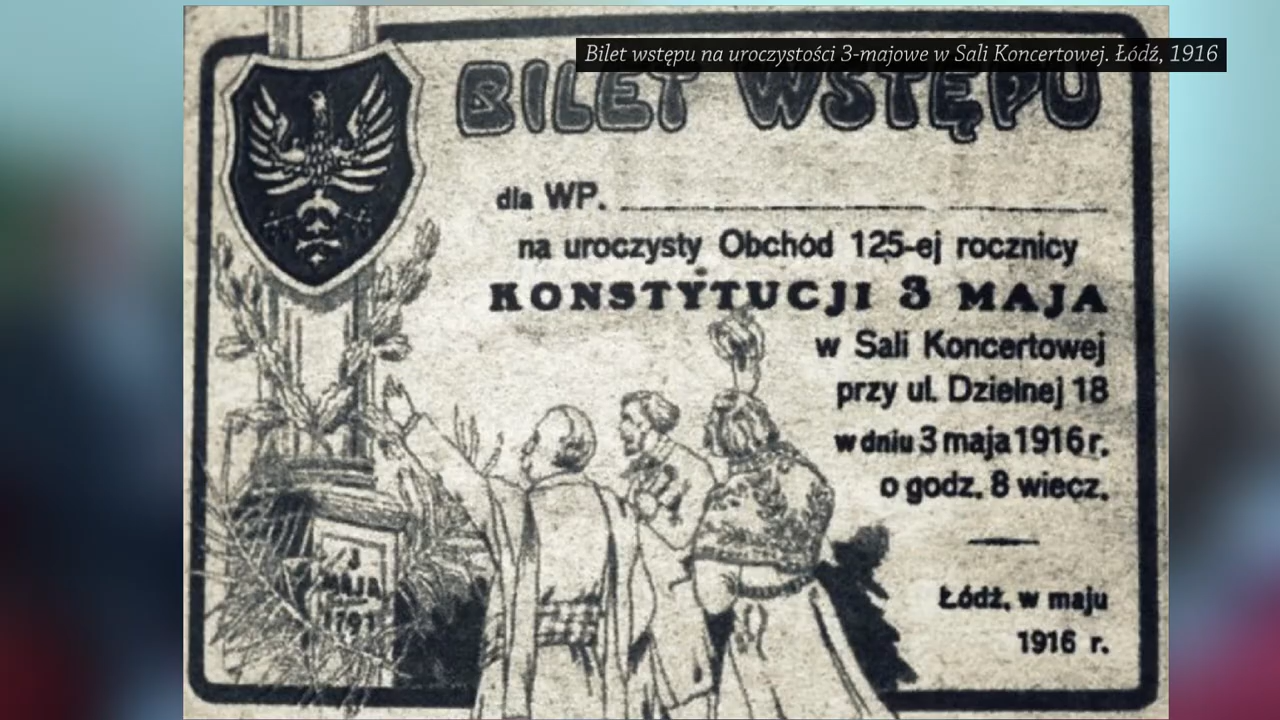 Bilet wstępu na uroczystości 3-majowe w Sali Koncertowej. Łódź, 1916
BILET WSTĘPU
dla WP.
na uroczysty Obchód 125-ej rocznicy
KONSTYTUCJI 3 MAJA
w Sali Koncertowej
przy ul. Dzielnej 18
w dniu 3 maja 1916 r.
o godz. 8 wiecz.
Łódź, w maju
1916 r.
3
MAJA
1791